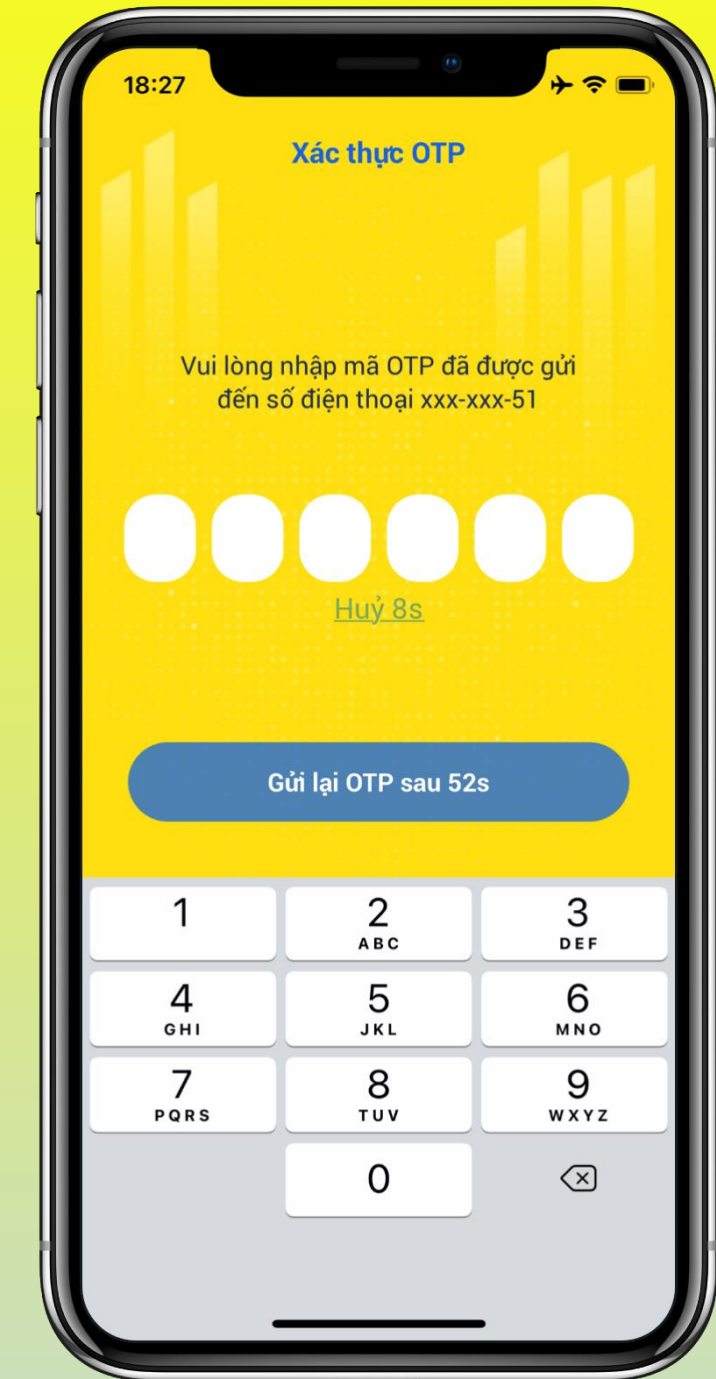 18:27
Xác thực OTP
Vui lòng nhập mã OTP đã được gửi
đến số điện thoại xxx-xxx-51
Huỷ 8s
Gửi lại OTP sau 52s
1
2
ABC
3
DEF
4
GHI
5
JKL
6
MNO
7
PQRS
8
TUV
9
WXYZ
0